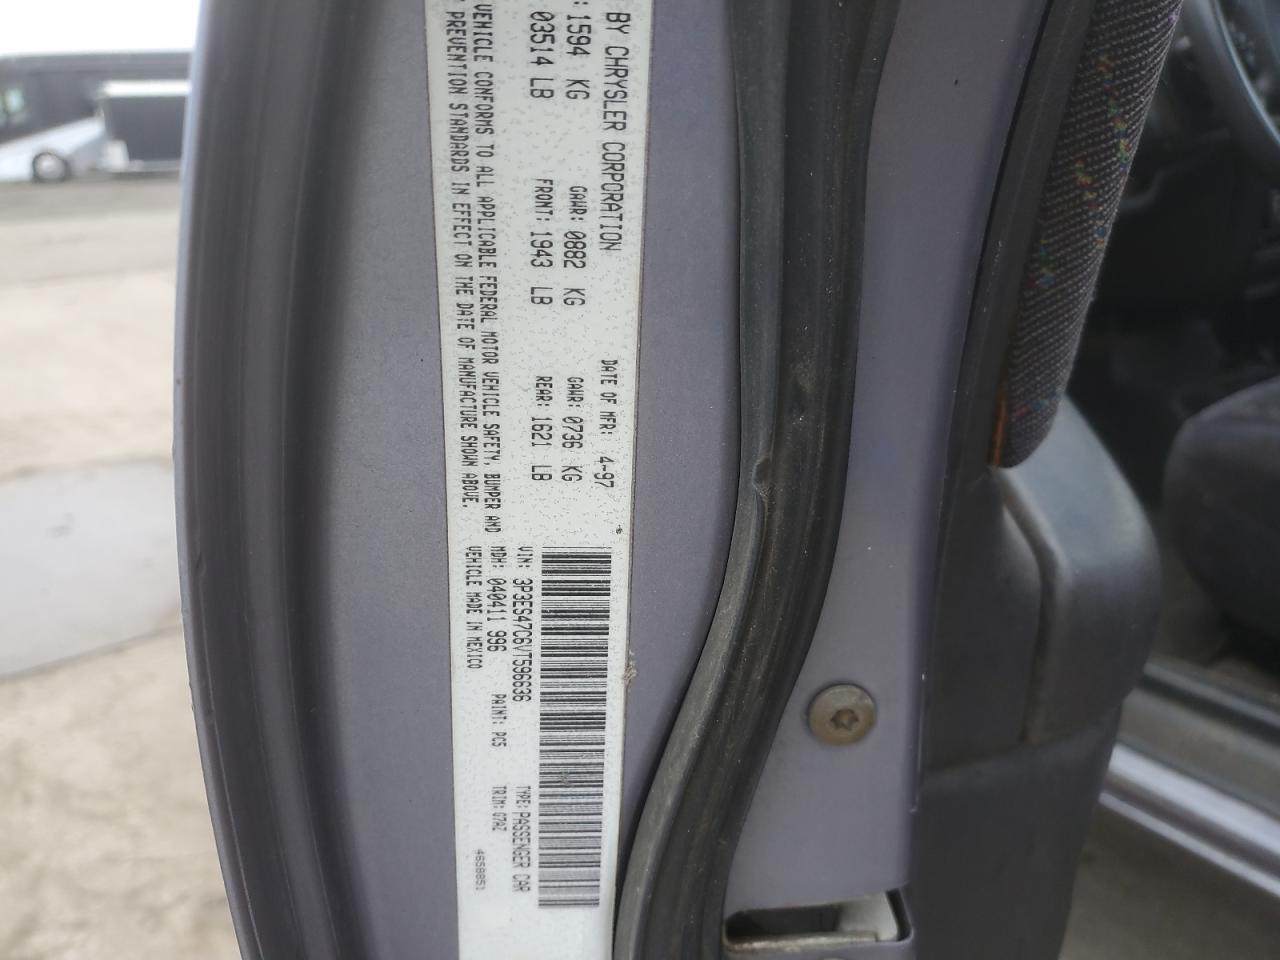 BY CHRYSLER CORPORATION
DATE OF MFR: 4-97
: 1594 KG
GAWR: 0882 KG
GAWR: 0736 KG
03514 LB
FRONT: 1943 LB
REAR: 1621 LB
VEHICLE CONFORMS TO ALL APPLICABLE FEDERAL MOTOR VEHICLE SAFETY, BUMPER AND
PREVENTION STANDARDS IN EFFECT ON THE DATE OF MANUFACTURE SHOWN ABOVE.
VIN: 3P3ES47C6VT596636
TYPE: PASSENGER CAR
MDH: 040411 996
PAINT: PC5
TRIM: G7AZ
VEHICLE MADE IN MEXICO
4658851